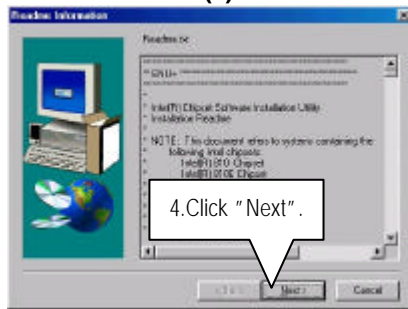 Readme Information
Readme.txt
* ENU+
* Intel(R) Chipset Software Installation Utility
* Installation Readme
* NOTE: This document refers to systems containing the
* following Intel chipsets:
* Intel(R) 810 Chipset
* Intel(R) 810E Chipset
4.Click "Next".
Next >
Cancel